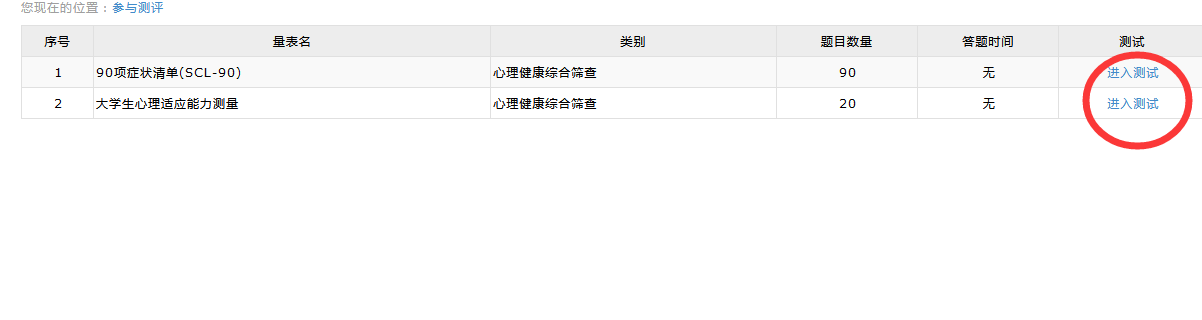 您现在的位置：参与测评
序号 量表名 类别 题目数量 答题时间 测试
1 90项症状清单(SCL-90) 心理健康综合筛查 90 无 进入测试
2 大学生心理适应能力测量 心理健康综合筛查 20 无 进入测试